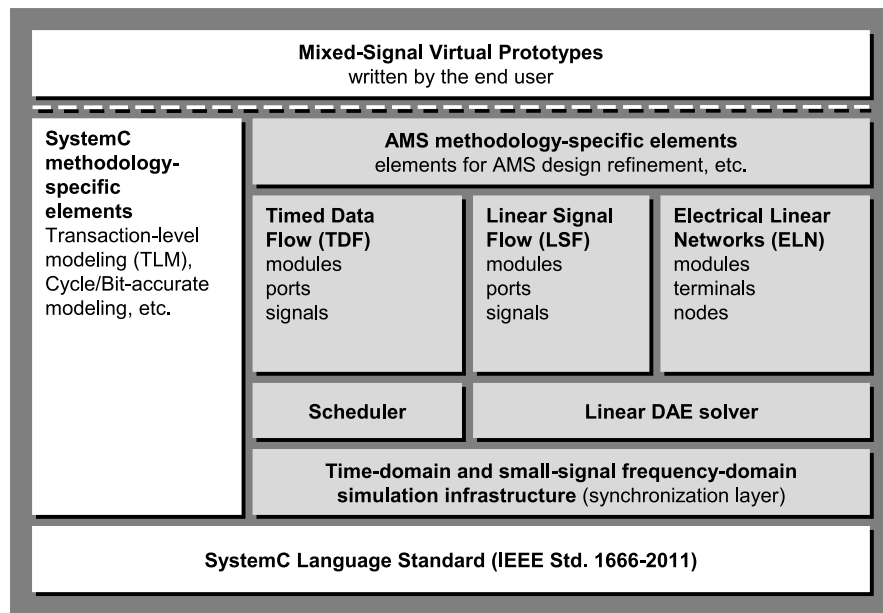 Mixed-Signal Virtual Prototypes
written by the end user
SystemC
methodology-
specific
elements
Transaction-level
modeling (TLM),
Cycle/Bit-accurate
modeling, etc.
AMS methodology-specific elements
elements for AMS design refinement, etc.
Timed Data
Flow (TDF)
modules
ports
signals
Linear Signal
Flow (LSF)
modules
ports
signals
Electrical Linear
Networks (ELN)
modules
terminals
nodes
Scheduler
Linear DAE solver
Time-domain and small-signal frequency-domain
simulation infrastructure (synchronization layer)
SystemC Language Standard (IEEE Std. 1666-2011)